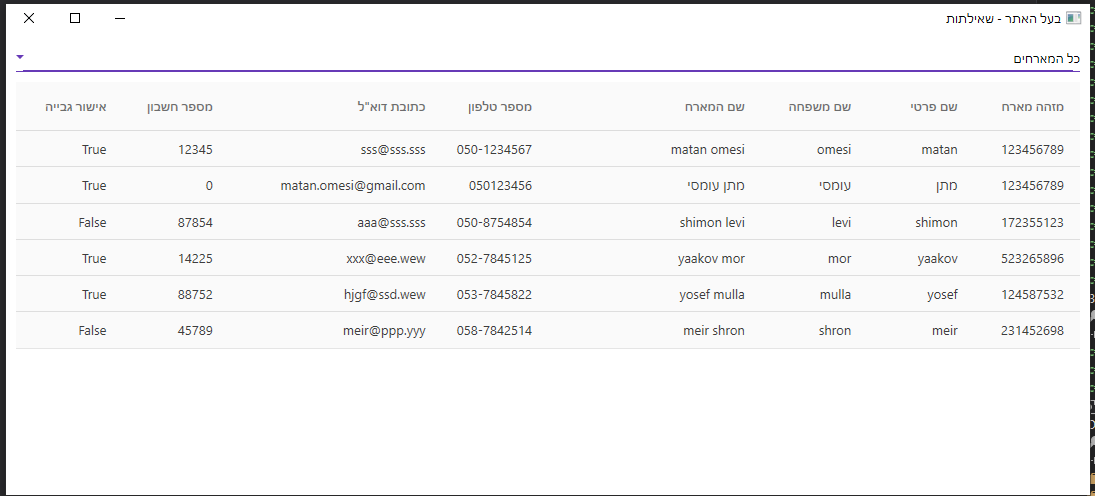 בעל האתר - שאילתות
כל המארחים
מזהה מארח שם פרטי שם משפחה שם המארח מספר טלפון כתובת דוא"ל מספר חשבון אישור גבייה
123456789 matan omesi matan omesi 050-1234567 sss@sss.sss 12345 True
123456789 מתן עומסי מתן עומסי 050123456 matan.omesi@gmail.com 0 True
172355123 shimon levi shimon levi 050-8754854 aaa@sss.sss 87854 False
523265896 yaakov mor yaakov mor 052-7845125 xxx@eee.wew 14225 True
124587532 yosef mulla yosef mulla 053-7845822 hjgf@ssd.wew 88752 True
231452698 meir shron meir shron 058-7842514 meir@ppp.yyy 45789 False